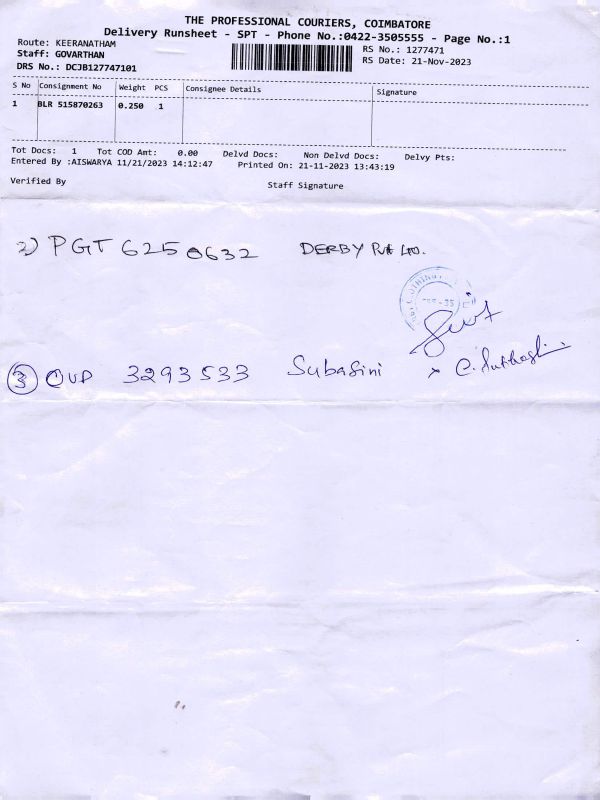 THE PROFESSIONAL COURIERS, COIMBATORE
Delivery Runsheet - SPT - Phone No.:0422-3505555 - Page No.:1
Route: KEERANATHAM RS No.: 1277471
Staff: GOVARTHAN RS Date: 21-Nov-2023
DRS No.: DCJB127747101
S No Consignment No Weight PCS Consignee Details Signature
1 BLR 515870263 0.250 1
Tot Docs: 1 Tot COD Amt: 0.00 Delvd Docs: Non Delvd Docs: Delvy Pts:
Entered By :AISWARYA 11/21/2023 14:12:47 Printed On: 21-11-2023 13:43:19
Verified By Staff Signature
2) PGT 6250632 DERBY Pvt Ltd.
3 OUP 3293533 Subasini